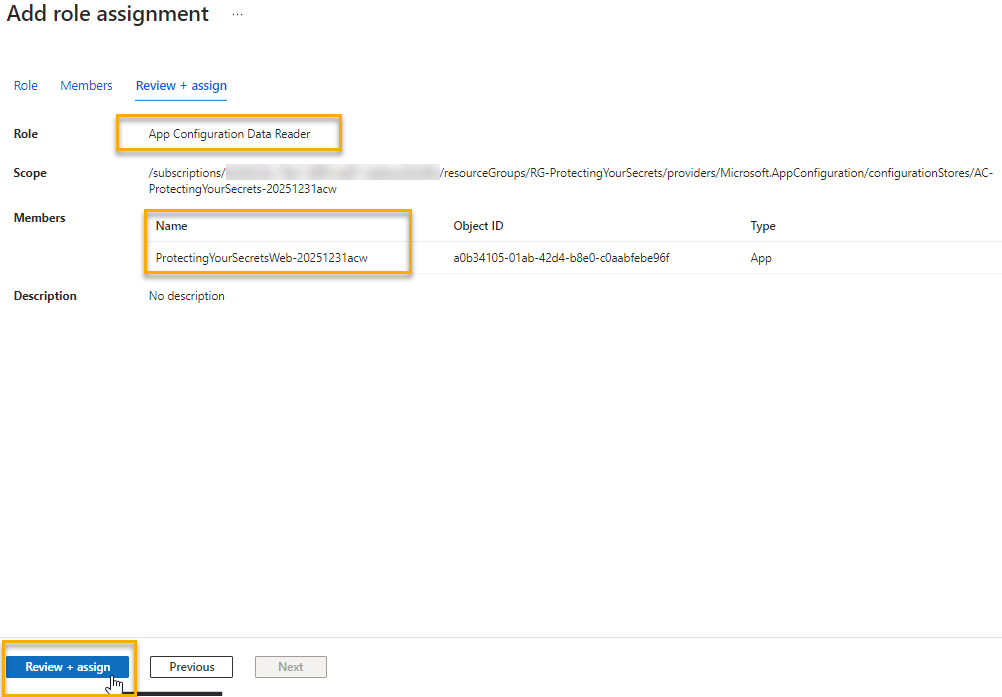 Add role assignment ...
Role Members Review + assign
Role App Configuration Data Reader
Scope /subscriptions/ /resourceGroups/RG-ProtectingYourSecrets/providers/Microsoft.AppConfiguration/configurationStores/AC-
ProtectingYourSecrets-20251231acw
Members Name Object ID Type
ProtectingYourSecretsWeb-20251231acw a0b34105-01ab-42d4-b8e0-c0aabfebe96f App
Description No description
Review + assign Previous Next